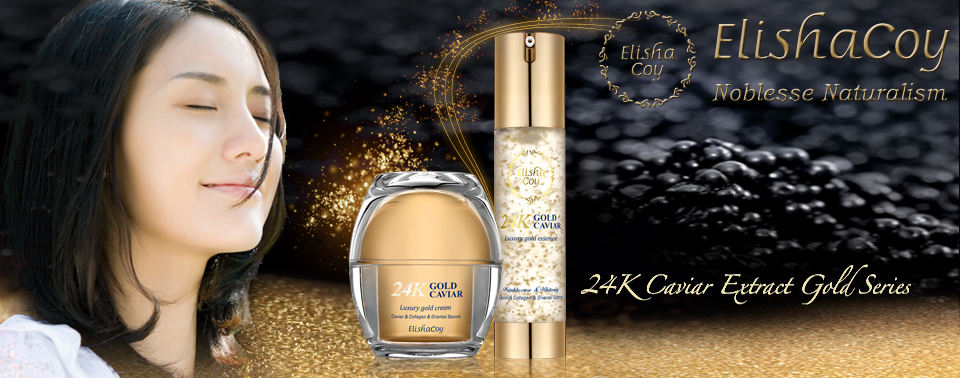 Elisha
Coy
ElishaCoy
Noblesse Naturalism
Elisha
Coy
24K GOLD
CAVIAR
Luxury gold essence
24K GOLD
CAVIAR
Luxury gold cream
Caviar & Collagen & Oriental Source
ElishaCoy
24K Caviar Extract Gold Series